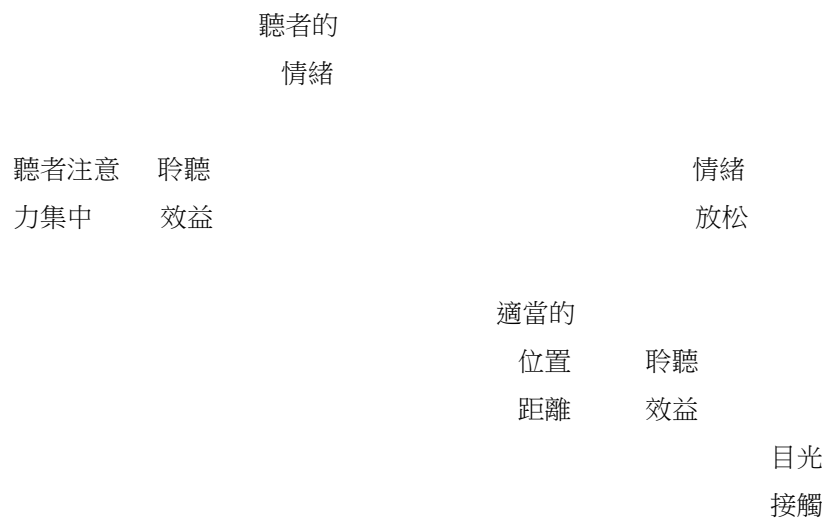 聽者的
情緒
聽者注意 聆聽 情緒
力集中 效益 放松
適當的
位置 聆聽
距離 效益
目光
接觸